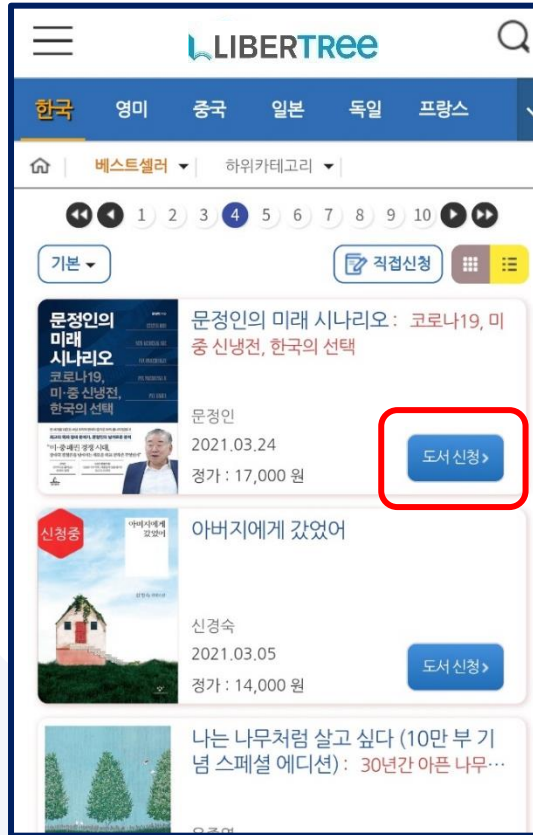 LIBERTRee
한국 영미 중국 일본 독일 프랑스
베스트셀러 하위카테고리
1 2 3 4 5 6 7 8 9 10
기본 직접신청
문정인의
미래
시나리오
코로나19,
미·중 신냉전,
한국의 선택
문정인의 미래 시나리오 : 코로나19, 미
중 신냉전, 한국의 선택
문정인
2021.03.24
정가 : 17,000 원
도서 신청>
신청중
아버지에게
갔었어
아버지에게 갔었어
신경숙
2021.03.05
정가 : 14,000 원
도서 신청>
나는 나무처럼 살고 싶다 (10만 부 기
념 스페셜 에디션) : 30년간 아픈 나무…